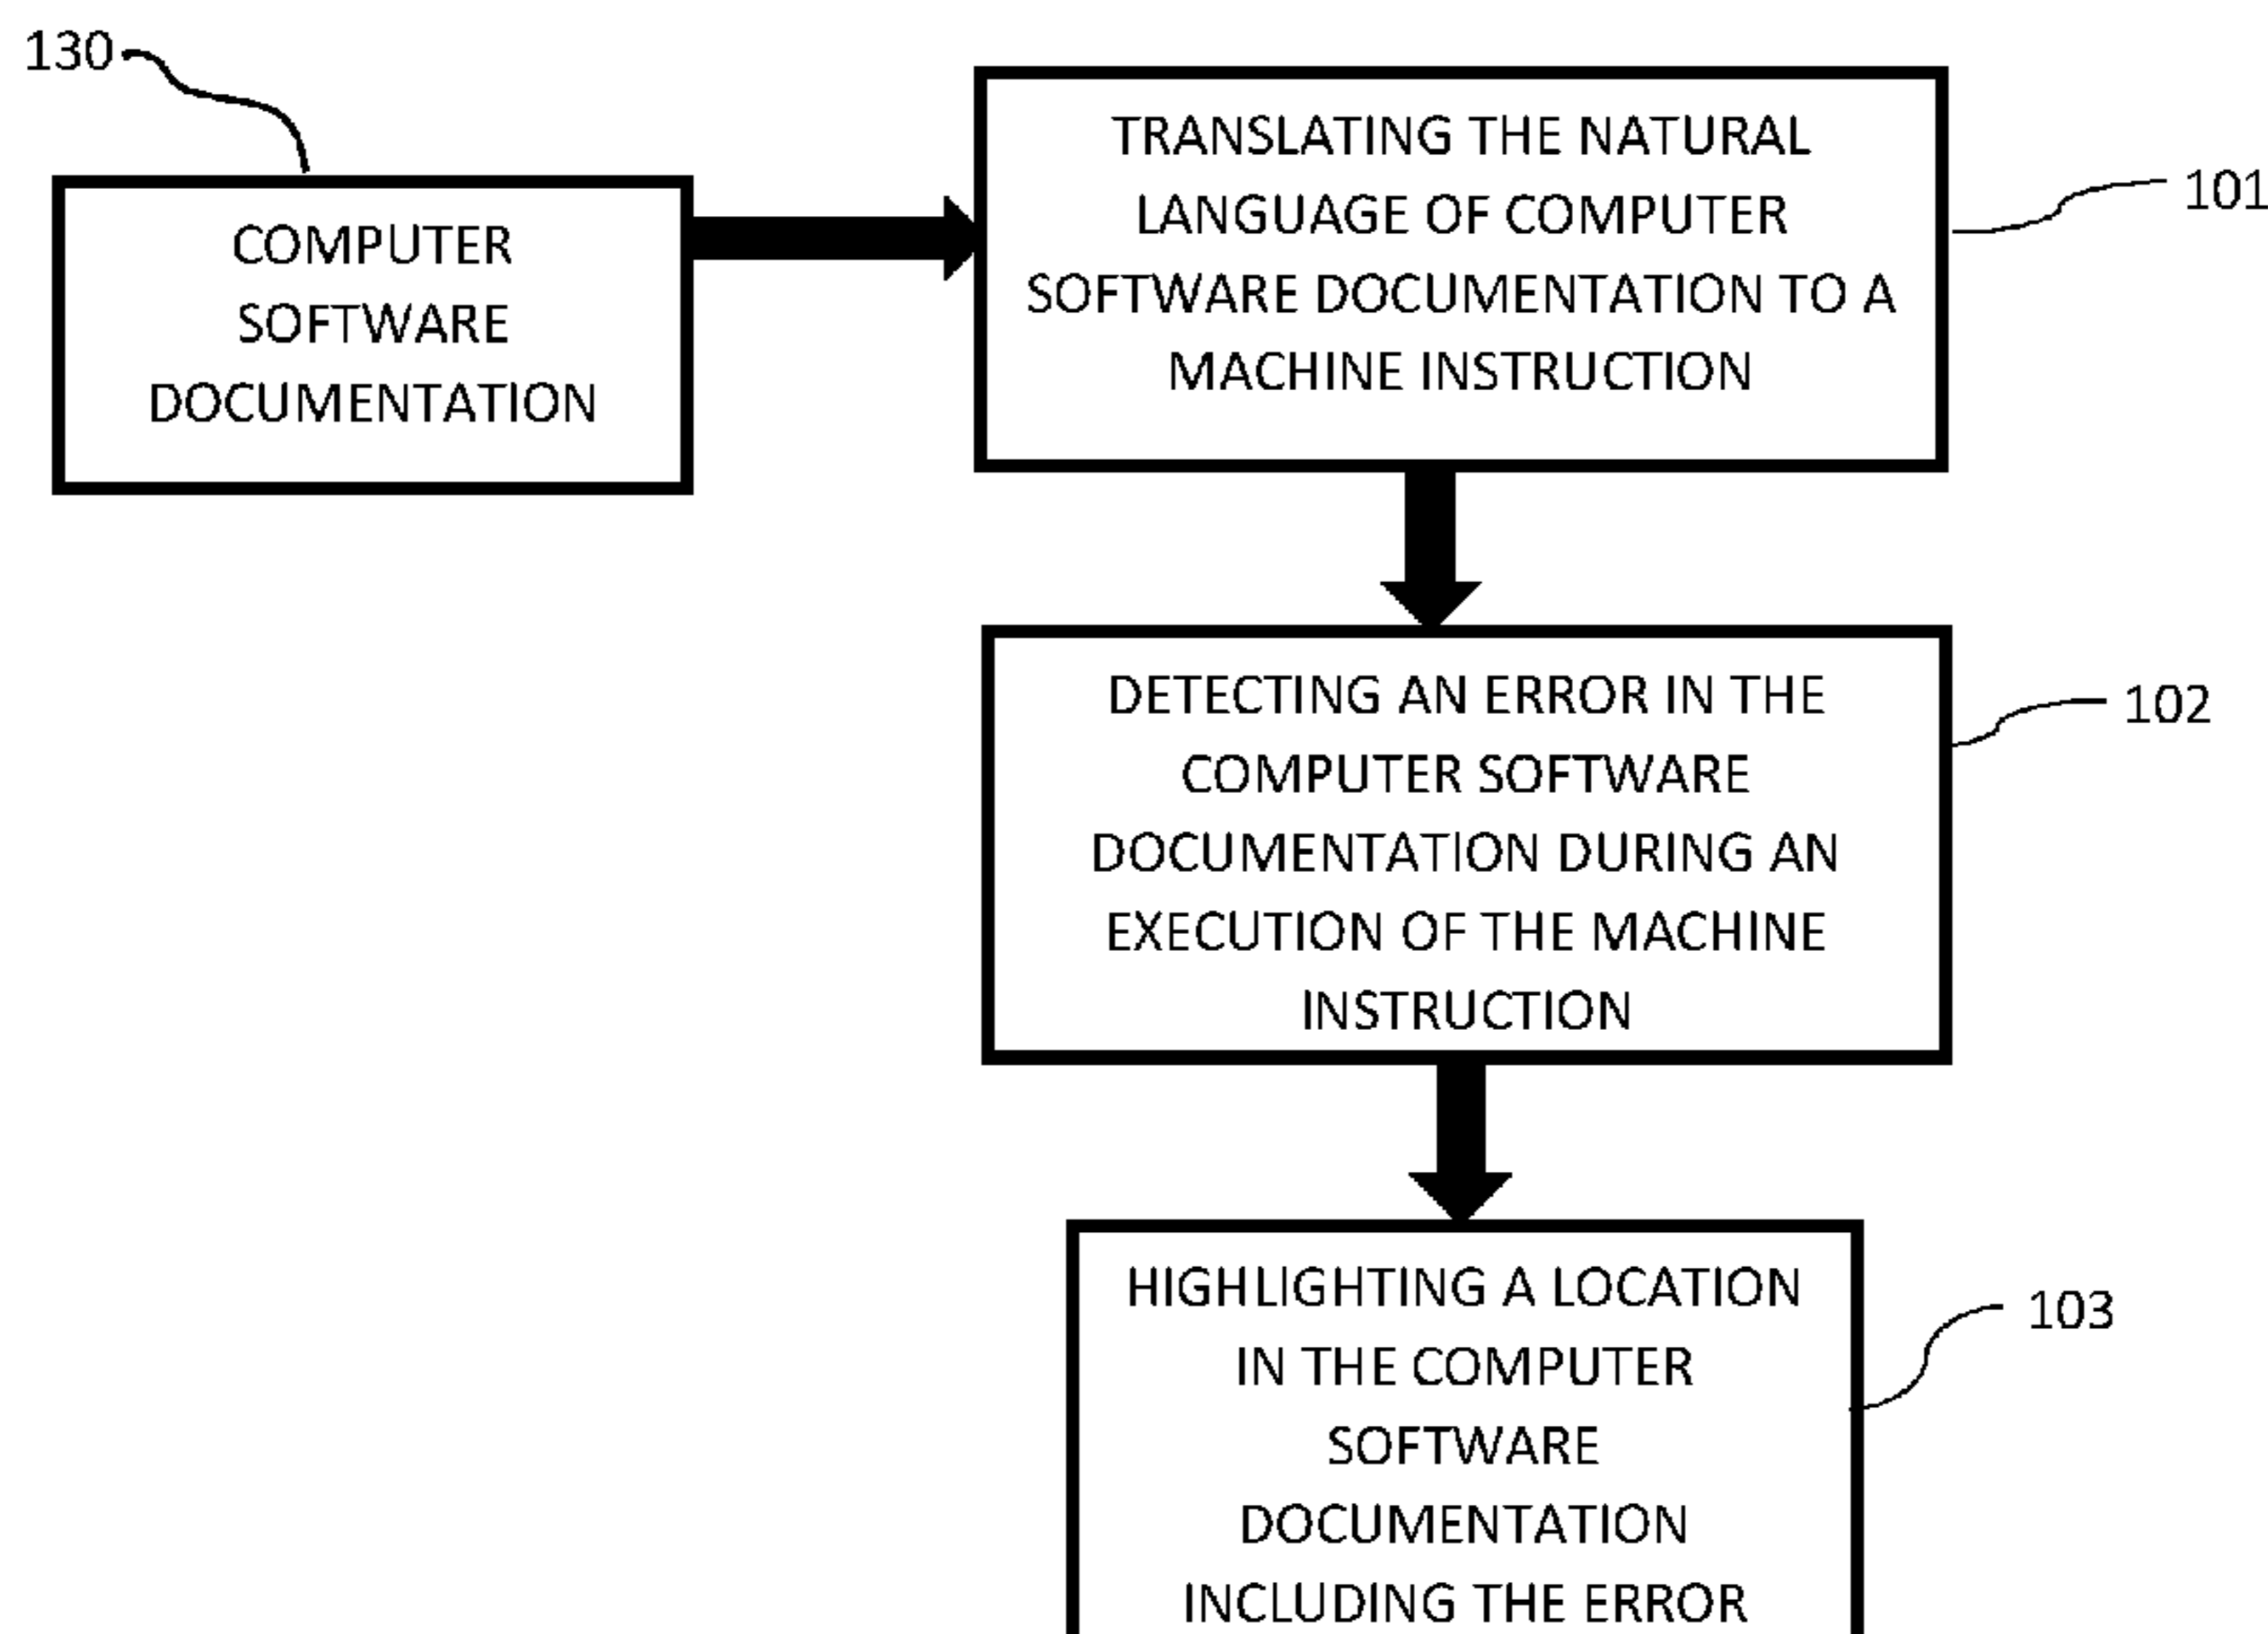 130
COMPUTER
SOFTWARE
DOCUMENTATION
TRANSLATING THE NATURAL
LANGUAGE OF COMPUTER
SOFTWARE DOCUMENTATION TO A
MACHINE INSTRUCTION
101
DETECTING AN ERROR IN THE
COMPUTER SOFTWARE
DOCUMENTATION DURING AN
EXECUTION OF THE MACHINE
INSTRUCTION
102
HIGHLIGHTING A LOCATION
IN THE COMPUTER
SOFTWARE
DOCUMENTATION
INCLUDING THE ERROR
103